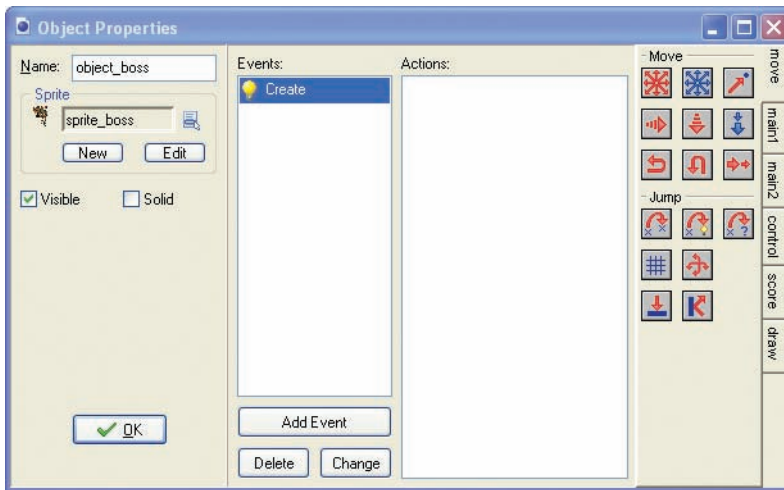 Object Properties
Name: object_boss
Sprite
sprite_boss
New Edit
Visible Solid
OK
Events:
Create
Add Event
Delete Change
Actions:
Move
Jump
move
main1
main2
control
score
draw